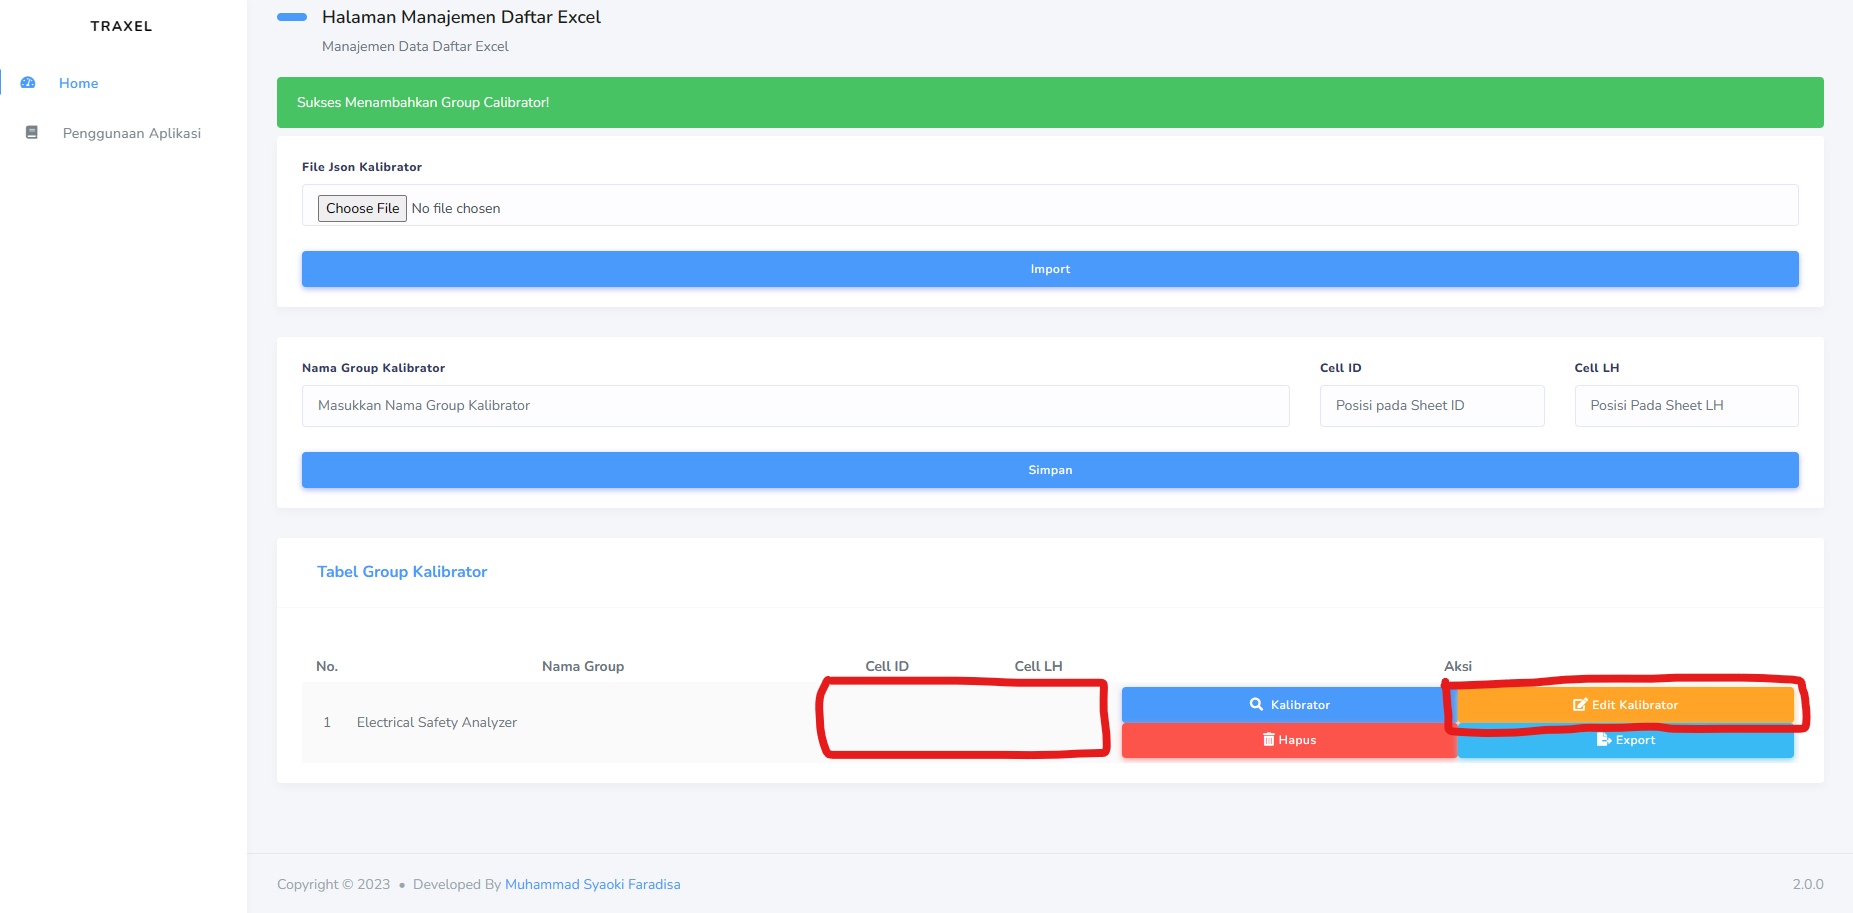 TRAXEL
Home
Penggunaan Aplikasi
Halaman Manajemen Daftar Excel
Manajemen Data Daftar Excel
Sukses Menambahkan Group Calibrator!
File Json Kalibrator
Choose File No file chosen
Import
Nama Group Kalibrator Cell ID Cell LH
Masukkan Nama Group Kalibrator Posisi pada Sheet ID Posisi Pada Sheet LH
Simpan
Tabel Group Kalibrator
No. Nama Group Cell ID Cell LH Aksi
1 Electrical Safety Analyzer Kalibrator Edit Kalibrator
Hapus Export
Copyright © 2023 • Developed By Muhammad Syaoki Faradisa 2.0.0